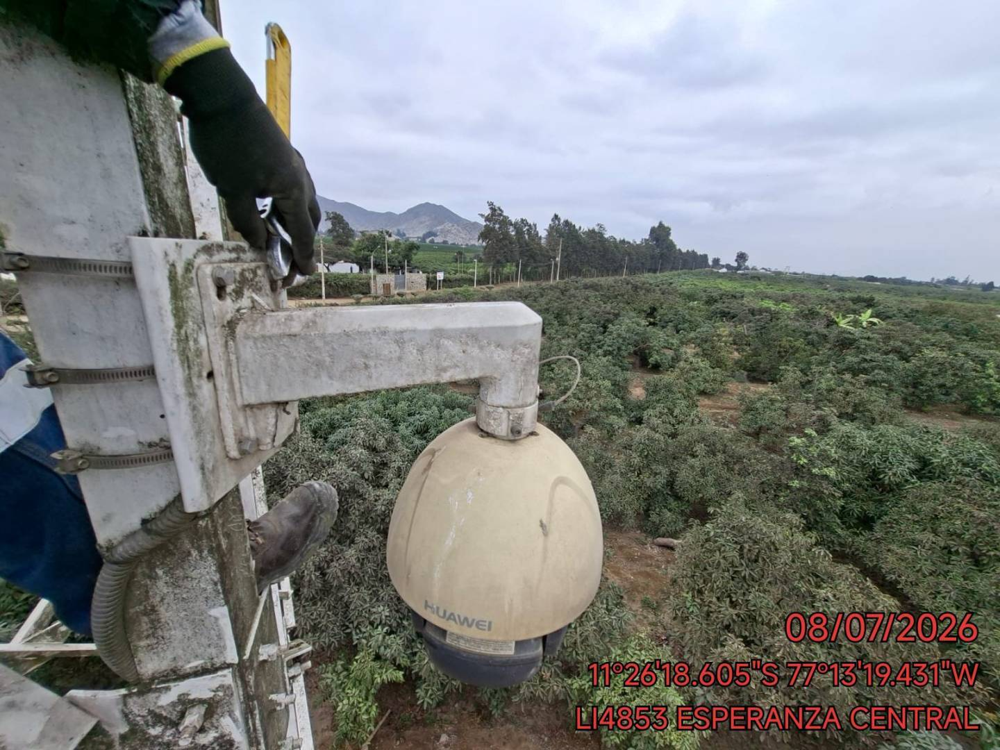 HUAWEI
08/07/2026
11°26'18.605"S 77°13'19.431"W
LI4853 ESPERANZA CENTRAL